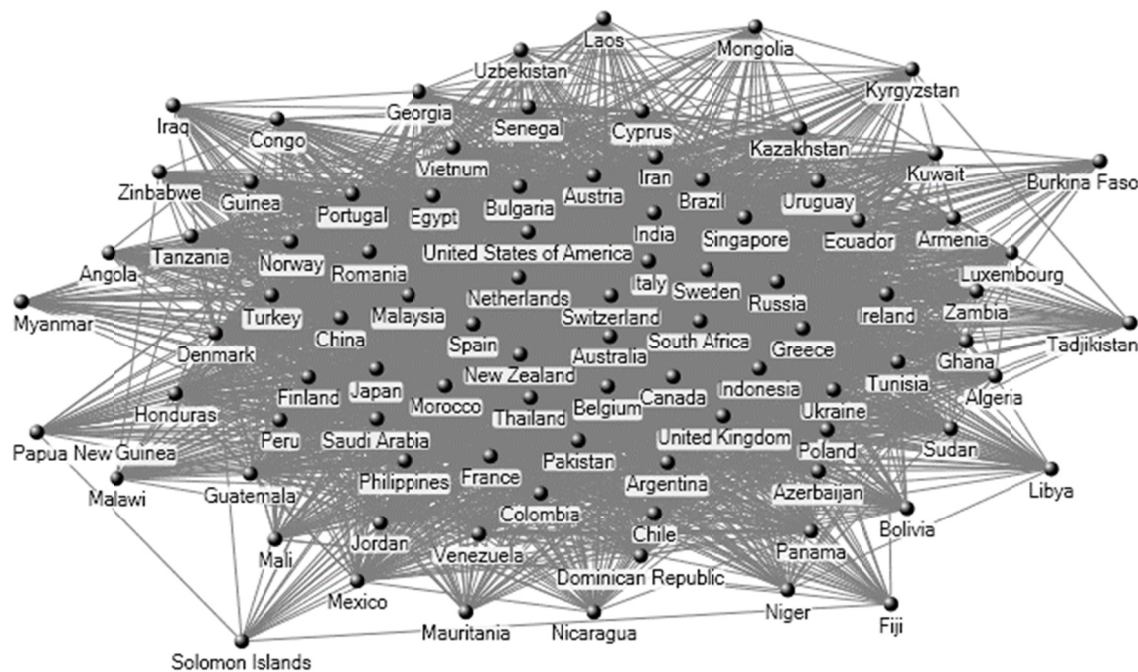 Laos
Mongolia
Uzbekistan
Kyrgyzstan
Georgia
Senegal
Cyprus
Iraq
Congo
Kazakhstan
Vietnum
Iran
Kuwait
Burkina Faso
Zinbabwe
Guinea
Portugal
Egypt
Bulgaria
Austria
Brazil
Uruguay
India
Singapore
Ecuador
Armenia
Tanzania
Norway
Romania
United States of America
Angola
Italy
Sweden
Russia
Luxembourg
Myanmar
Turkey
Malaysia
Netherlands
Switzerland
Ireland
Zambia
China
Spain
South Africa
Greece
Tadjikistan
Denmark
Australia
Ghana
New Zealand
Finland
Japan
Morocco
Thailand
Belgium
Canada
Indonesia
Tunisia
Algeria
Honduras
Ukraine
Papua New Guinea
Peru
Saudi Arabia
United Kingdom
Poland
Sudan
Malawi
Guatemala
Philippines
France
Pakistan
Argentina
Azerbaijan
Libya
Colombia
Bolivia
Mali
Jordan
Venezuela
Chile
Panama
Mexico
Dominican Republic
Mauritania
Nicaragua
Niger
Fiji
Solomon Islands